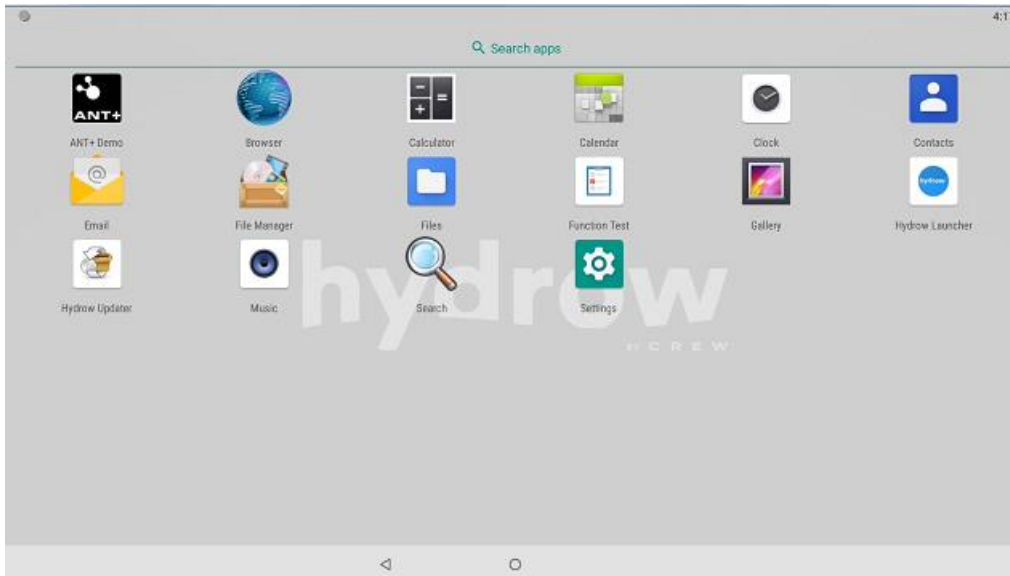 4:1
Search apps
ANT+
ANT+ Demo
Browser
Calculator
Calendar
Clock
Contacts
Email
File Manager
Files
Function Test
Gallery
hydrow
Hydrow Launcher
Hydrow Updater
Music
Search
Settings
hydrow
BY CREW